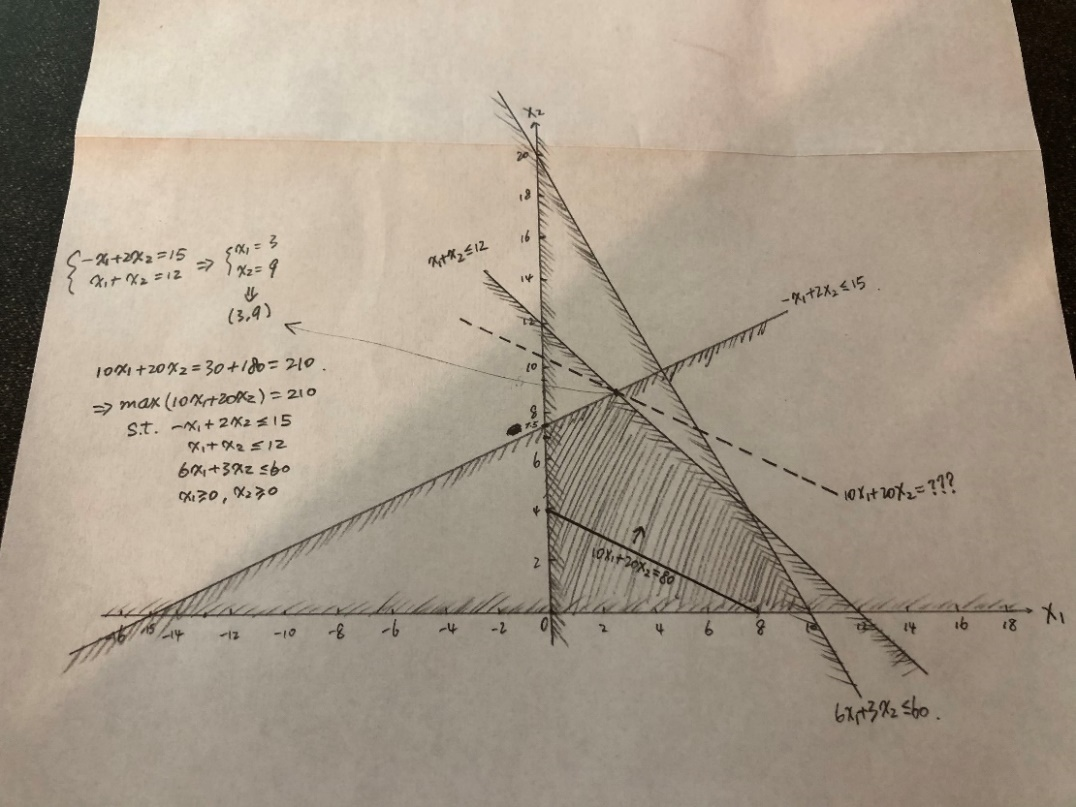 -x₁+2x₂=15
x₁+x₂=12
⇒
x₁=3
x₂=9
⇓
(3,9)
10x₁+20x₂=30+180=210.
⇒ max(10x₁+20x₂)=210
s.t. -x₁+2x₂≤15
x₁+x₂≤12
6x₁+3x₂≤60
x₁≥0, x₂≥0
x₂
20
18
16
14
12
10
8
7.5
6
4
2
x₁+x₂≤12
-x₁+2x₂≤15.
10x₁+20x₂=???
10x₁+20x₂=80
-16 -15 -14 -12 -10 -8 -6 -4 -2 0 2 4 6 8 10 12 14 16 18 x₁
6x₁+3x₂≤60.